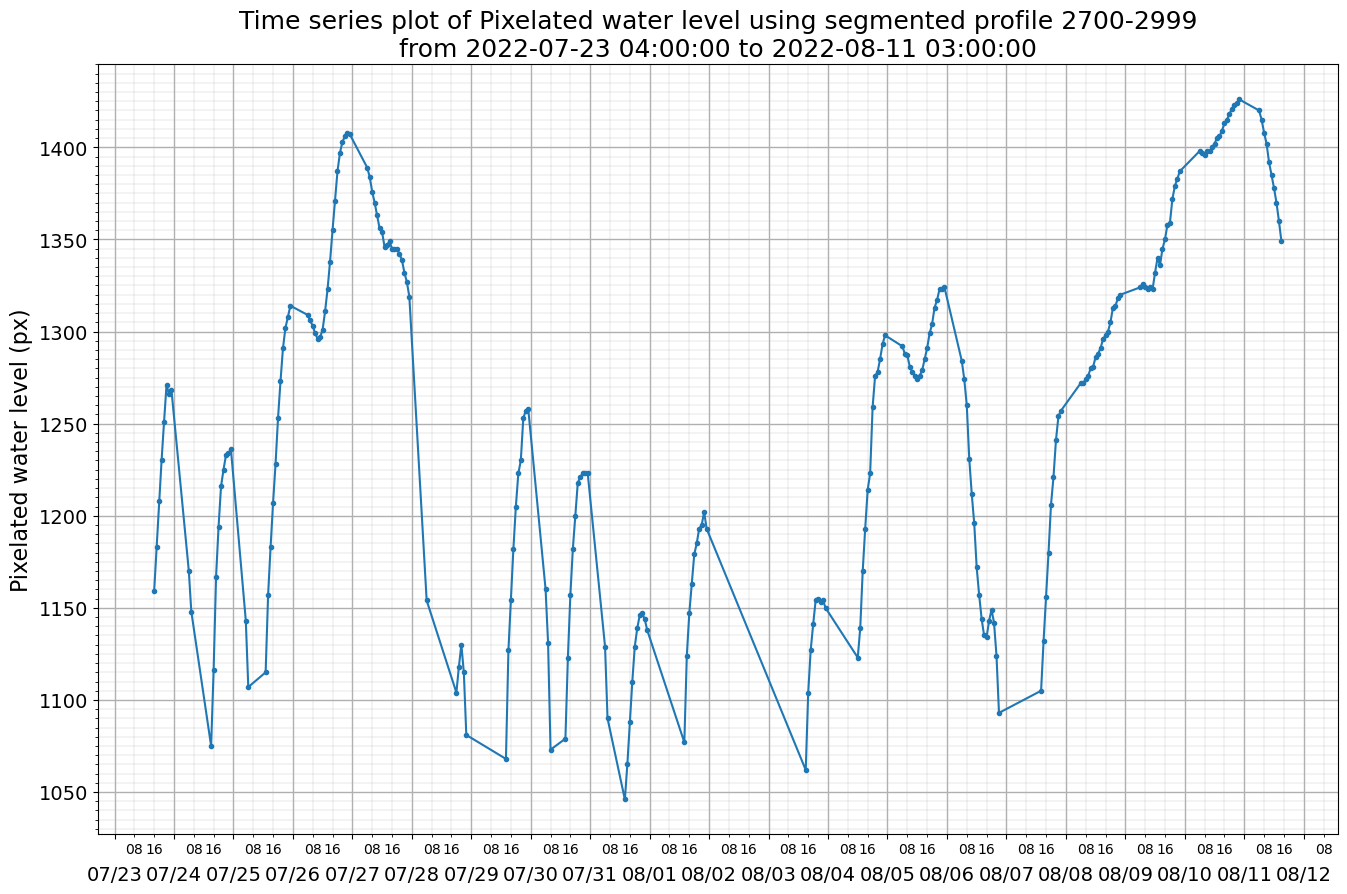 Time series plot of Pixelated water level using segmented profile 2700-2999
from 2022-07-23 04:00:00 to 2022-08-11 03:00:00
Pixelated water level (px)
1400
1350
1300
1250
1200
1150
1100
1050
08 16 08 16 08 16 08 16 08 16 08 16 08 16 08 16 08 16 08 16 08 16 08 16 08 16 08 16 08 16 08 16 08 16 08 16 08 16 08 16 08
07/23 07/24 07/25 07/26 07/27 07/28 07/29 07/30 07/31 08/01 08/02 08/03 08/04 08/05 08/06 08/07 08/08 08/09 08/10 08/11 08/12